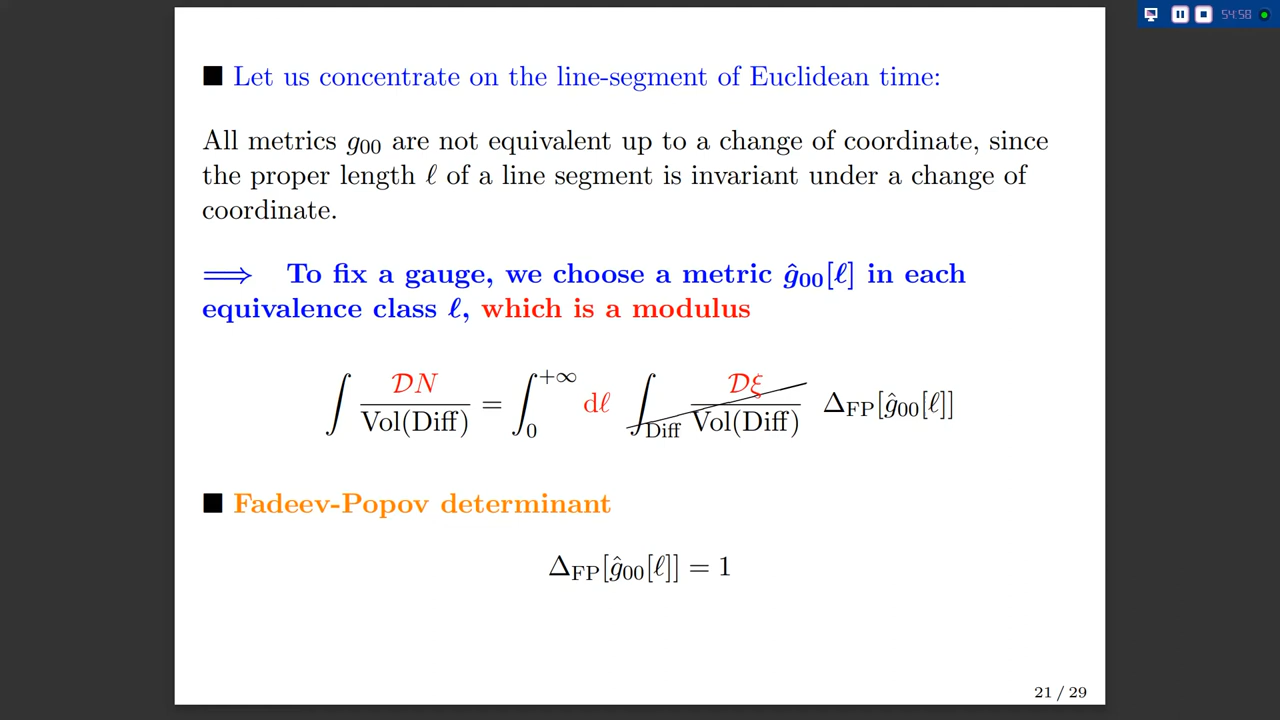 54:58
■ Let us concentrate on the line-segment of Euclidean time:
All metrics g₀₀ are not equivalent up to a change of coordinate, since
the proper length ℓ of a line segment is invariant under a change of
coordinate.
⟹ To fix a gauge, we choose a metric ĝ₀₀[ℓ] in each
equivalence class ℓ, which is a modulus
∫ 𝒟N / Vol(Diff) = ∫₀^{+∞} dℓ ∫_{Diff} 𝒟ξ / Vol(Diff) Δ_FP[ĝ₀₀[ℓ]]
■ Fadeev-Popov determinant
Δ_FP[ĝ₀₀[ℓ]] = 1
21 / 29